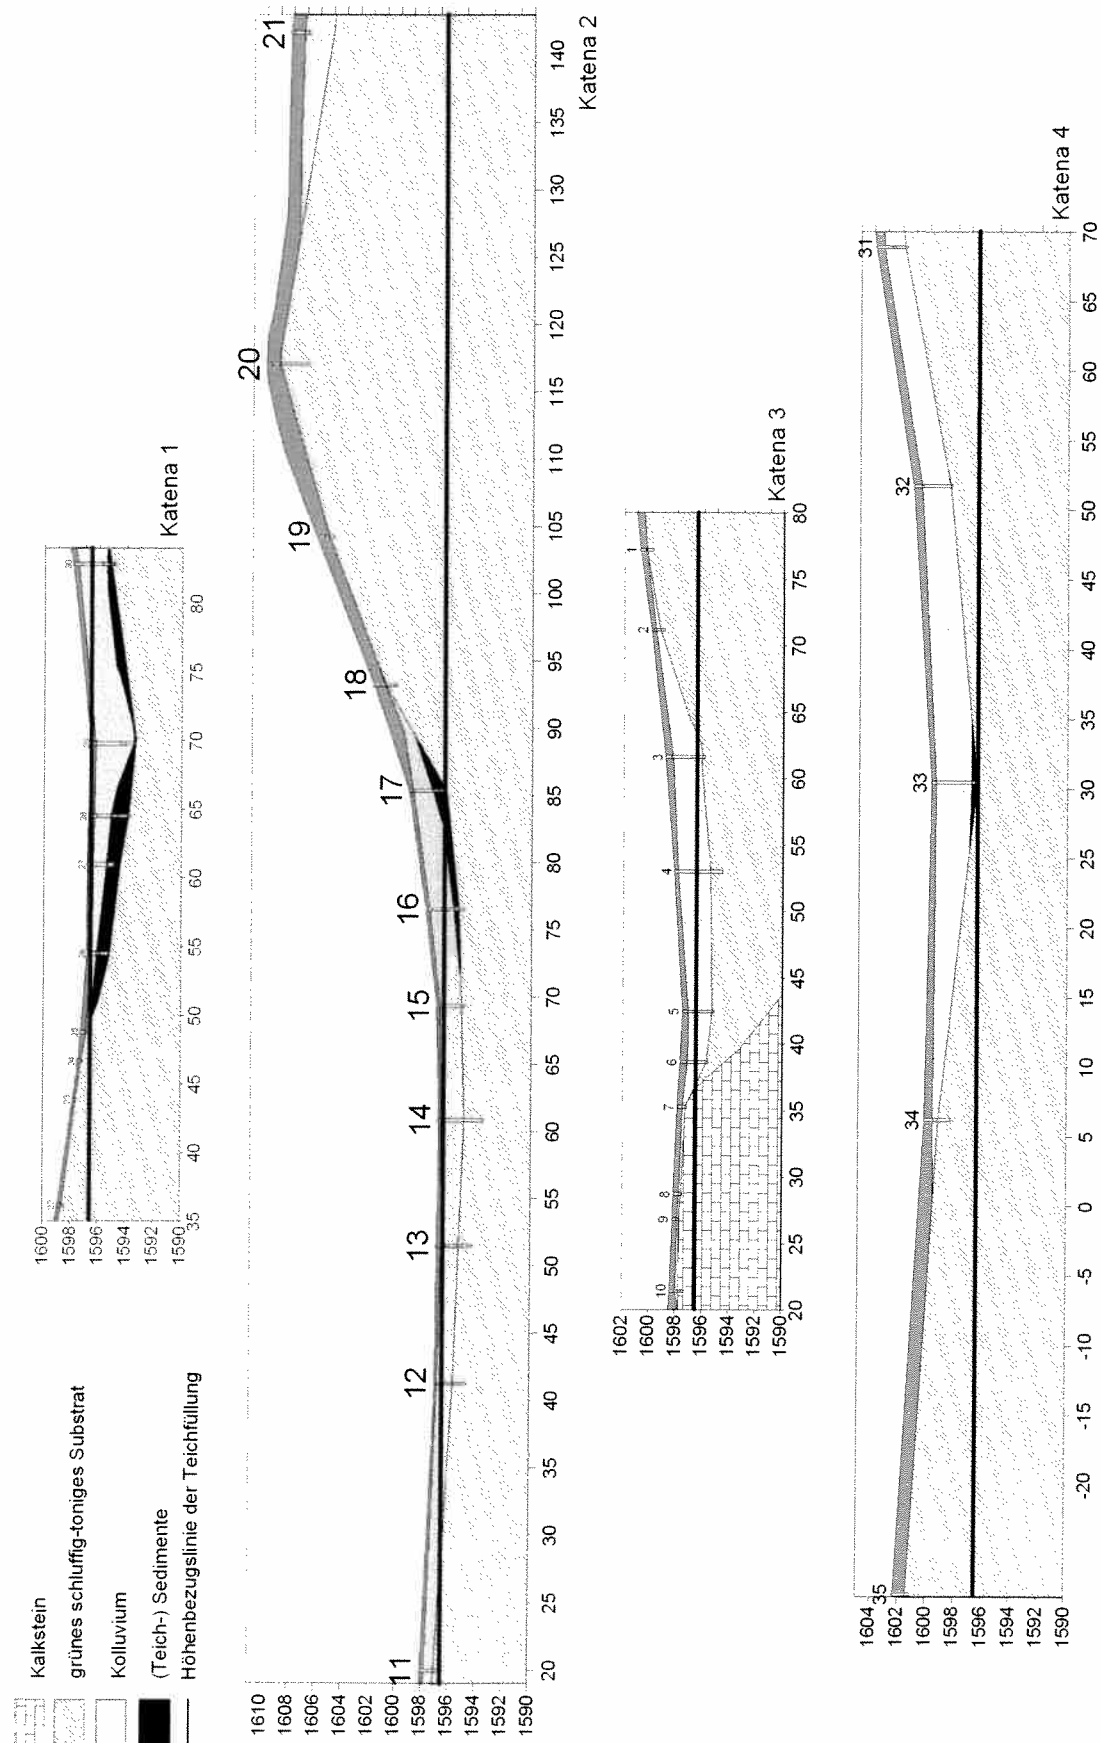 Kalkstein
grünes schluffig-toniges Substrat
Kolluvium
(Teich-) Sedimente
Höhenbezugslinie der Teichfüllung
Katena 1
1600
1598
1596
1594
1592
1590
35 40 45 50 55 60 65 70 75 80
30
Katena 2
1610
1608
1606
1604
1602
1600
1598
1596
1594
1592
1590
20 25 30 35 40 45 50 55 60 65 70 75 80 85 90 95 100 105 110 115 120 125 130 135 140
11 12 13 14 15 16 17 18 19 20 21
Katena 3
1602
1600
1598
1596
1594
1592
1590
20 25 30 35 40 45 50 55 60 65 70 75 80
10 9 8 7 6 5 4 3 2 1
Katena 4
1604
1602
1600
1598
1596
1594
1592
1590
-20 -15 -10 -5 0 5 10 15 20 25 30 35 40 45 50 55 60 65 70
35 34 33 32 31